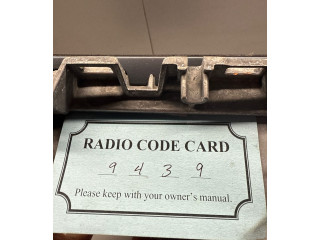 RADIO CODE CARD
9 4 3 9
Please keep with your owner's manual.